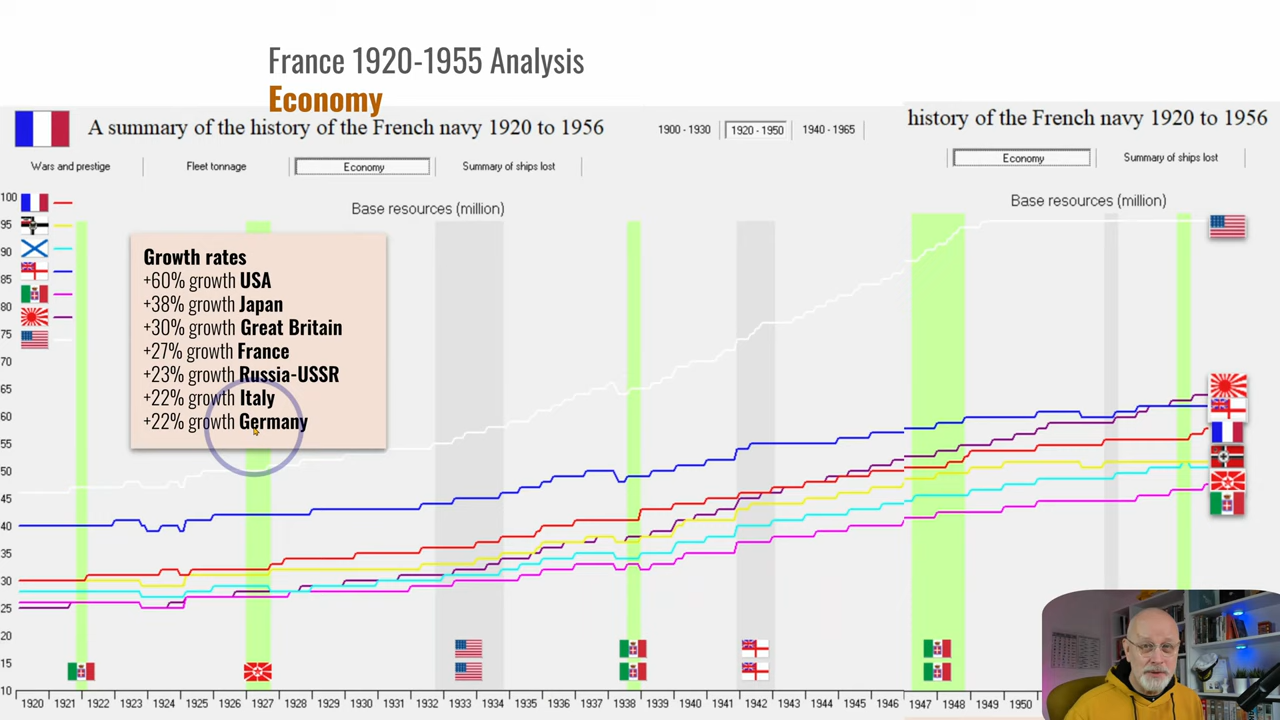 France 1920-1955 Analysis
Economy
A summary of the history of the French navy 1920 to 1956
1900 - 1930
1920 - 1950
1940 - 1965
history of the French navy 1920 to 1956
Wars and prestige
Fleet tonnage
Economy
Summary of ships lost
Economy
Summary of ships lost
Base resources (million)
Base resources (million)
100
95
90
85
80
75
70
65
60
55
50
45
40
35
30
25
20
15
10
Growth rates
+60% growth USA
+38% growth Japan
+30% growth Great Britain
+27% growth France
+23% growth Russia-USSR
+22% growth Italy
+22% growth Germany
1920 1921 1922 1923 1924 1925 1926 1927 1928 1929 1930 1931 1932 1933 1934 1935 1936 1937 1938 1939 1940 1941 1942 1943 1944 1945 1946 1947 1948 1949 1950